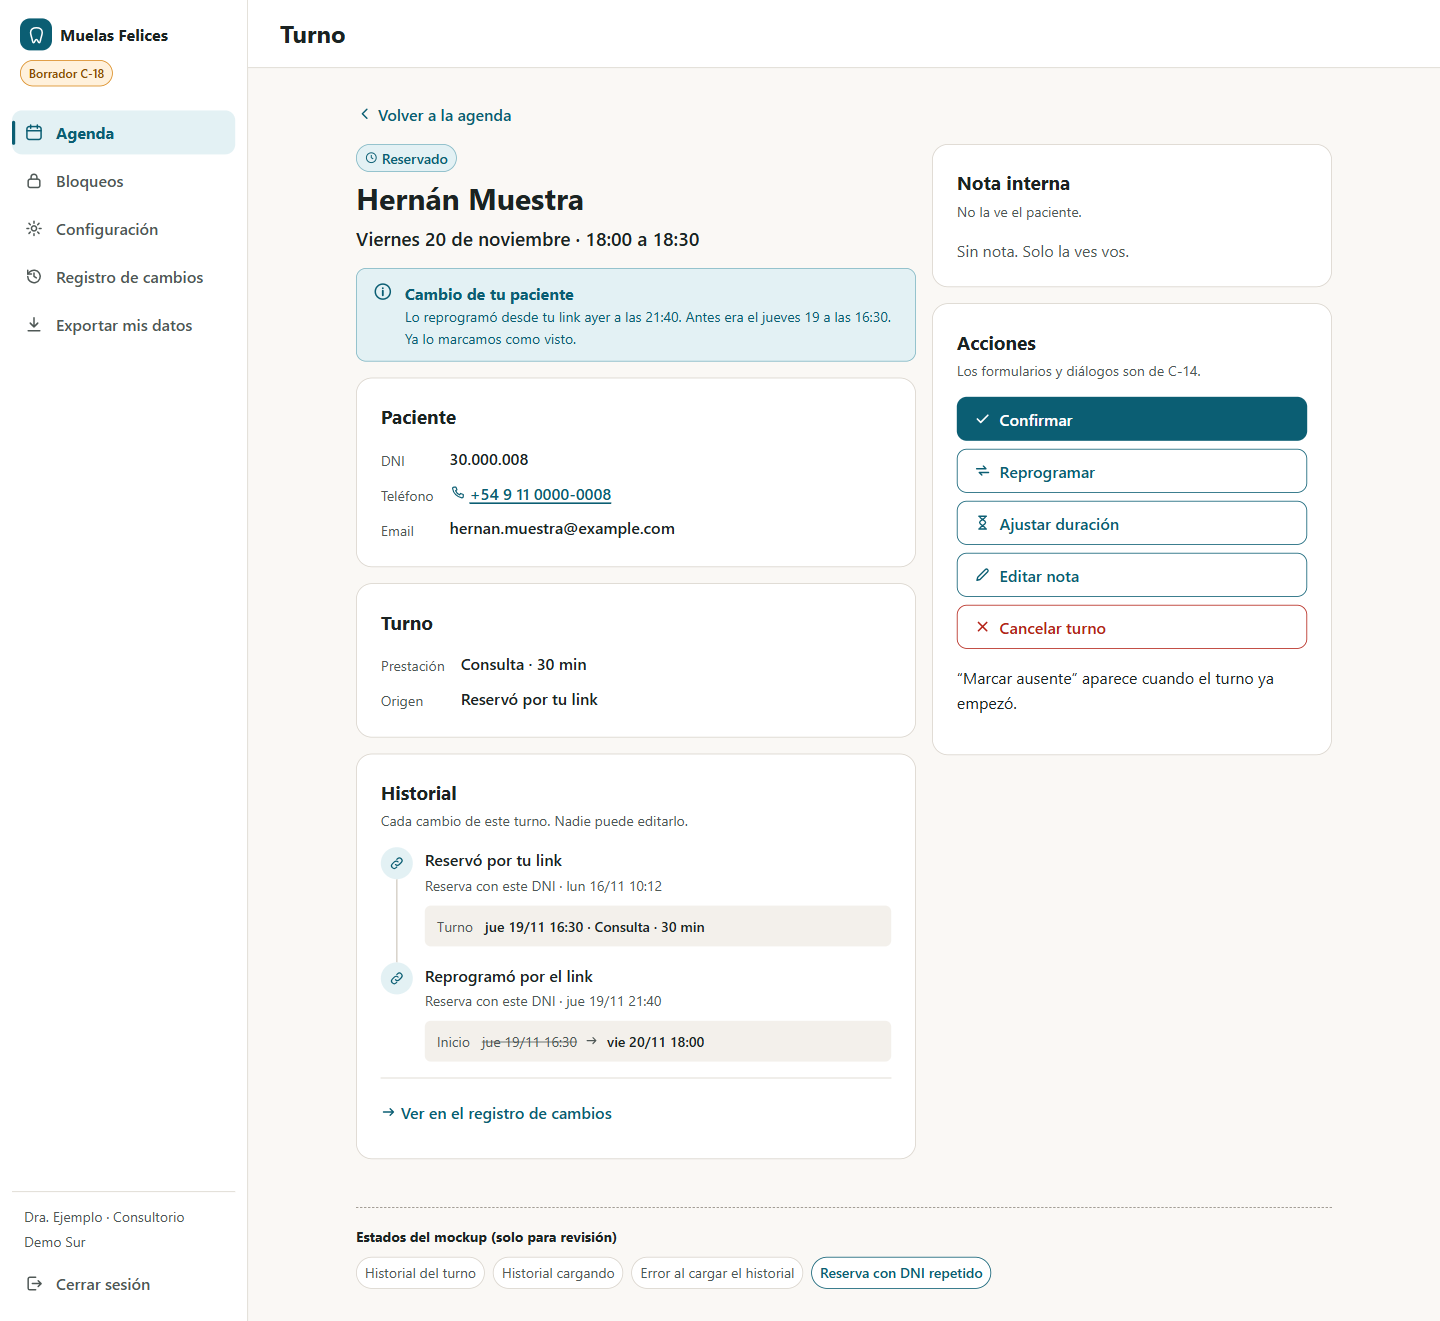 Muelas Felices
Borrador C-18
Agenda
Bloqueos
Configuración
Registro de cambios
Exportar mis datos
Dra. Ejemplo · Consultorio
Demo Sur
Cerrar sesión
Turno
Volver a la agenda
Reservado
Hernán Muestra
Viernes 20 de noviembre · 18:00 a 18:30
Cambio de tu paciente
Lo reprogramó desde tu link ayer a las 21:40. Antes era el jueves 19 a las 16:30.
Ya lo marcamos como visto.
Paciente
DNI 30.000.008
Teléfono +54 9 11 0000-0008
Email hernan.muestra@example.com
Turno
Prestación Consulta · 30 min
Origen Reservó por tu link
Historial
Cada cambio de este turno. Nadie puede editarlo.
Reservó por tu link
Reserva con este DNI · lun 16/11 10:12
Turno jue 19/11 16:30 · Consulta · 30 min
Reprogramó por el link
Reserva con este DNI · jue 19/11 21:40
Inicio jue 19/11 16:30 → vie 20/11 18:00
→ Ver en el registro de cambios
Nota interna
No la ve el paciente.
Sin nota. Solo la ves vos.
Acciones
Los formularios y diálogos son de C-14.
Confirmar
Reprogramar
Ajustar duración
Editar nota
Cancelar turno
“Marcar ausente” aparece cuando el turno ya
empezó.
Estados del mockup (solo para revisión)
Historial del turno
Historial cargando
Error al cargar el historial
Reserva con DNI repetido